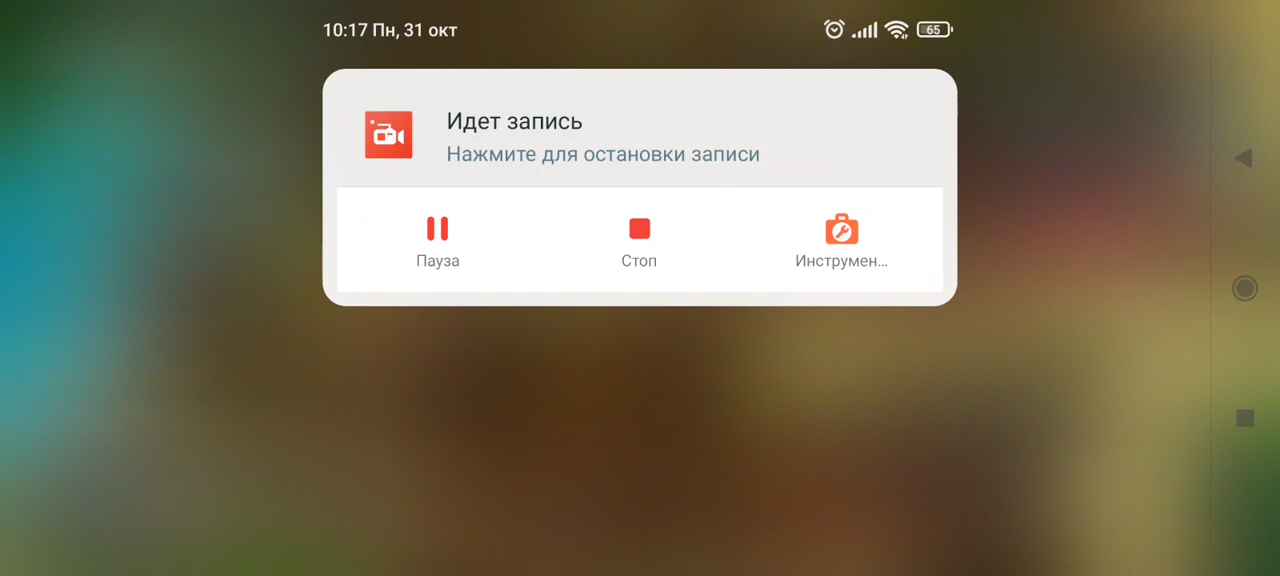 10:17 Пн, 31 окт
65
Идет запись
Нажмите для остановки записи
Пауза
Стоп
Инструмен...